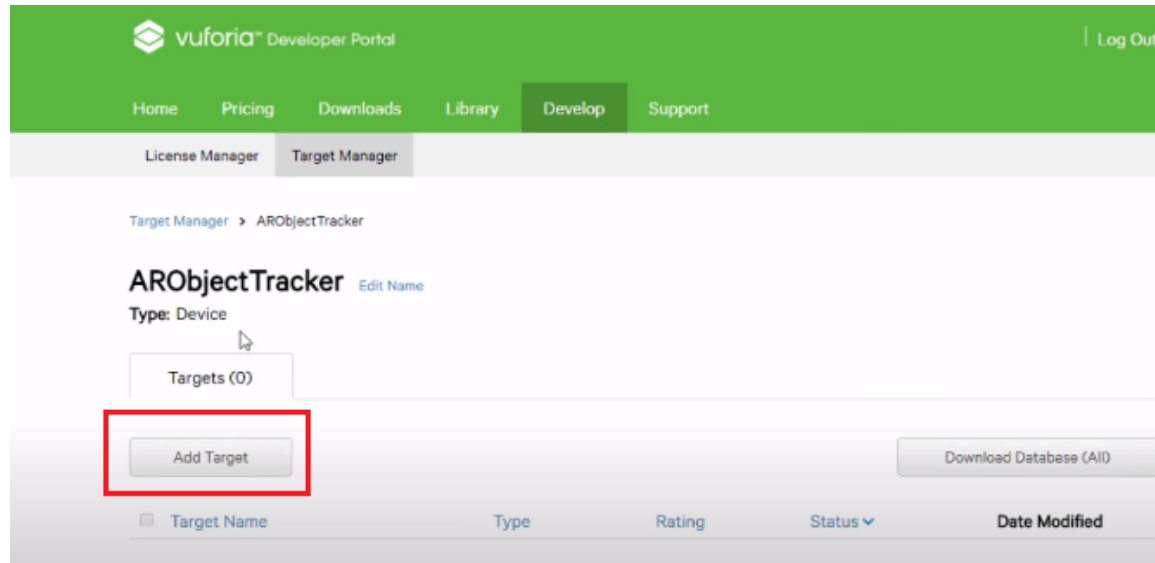 vuforia™ Developer Portal
Log Out
Home Pricing Downloads Library Develop Support
License Manager Target Manager
Target Manager > ARObjectTracker
ARObjectTracker Edit Name
Type: Device
Targets (0)
Add Target Download Database (All)
Target Name Type Rating Status Date Modified